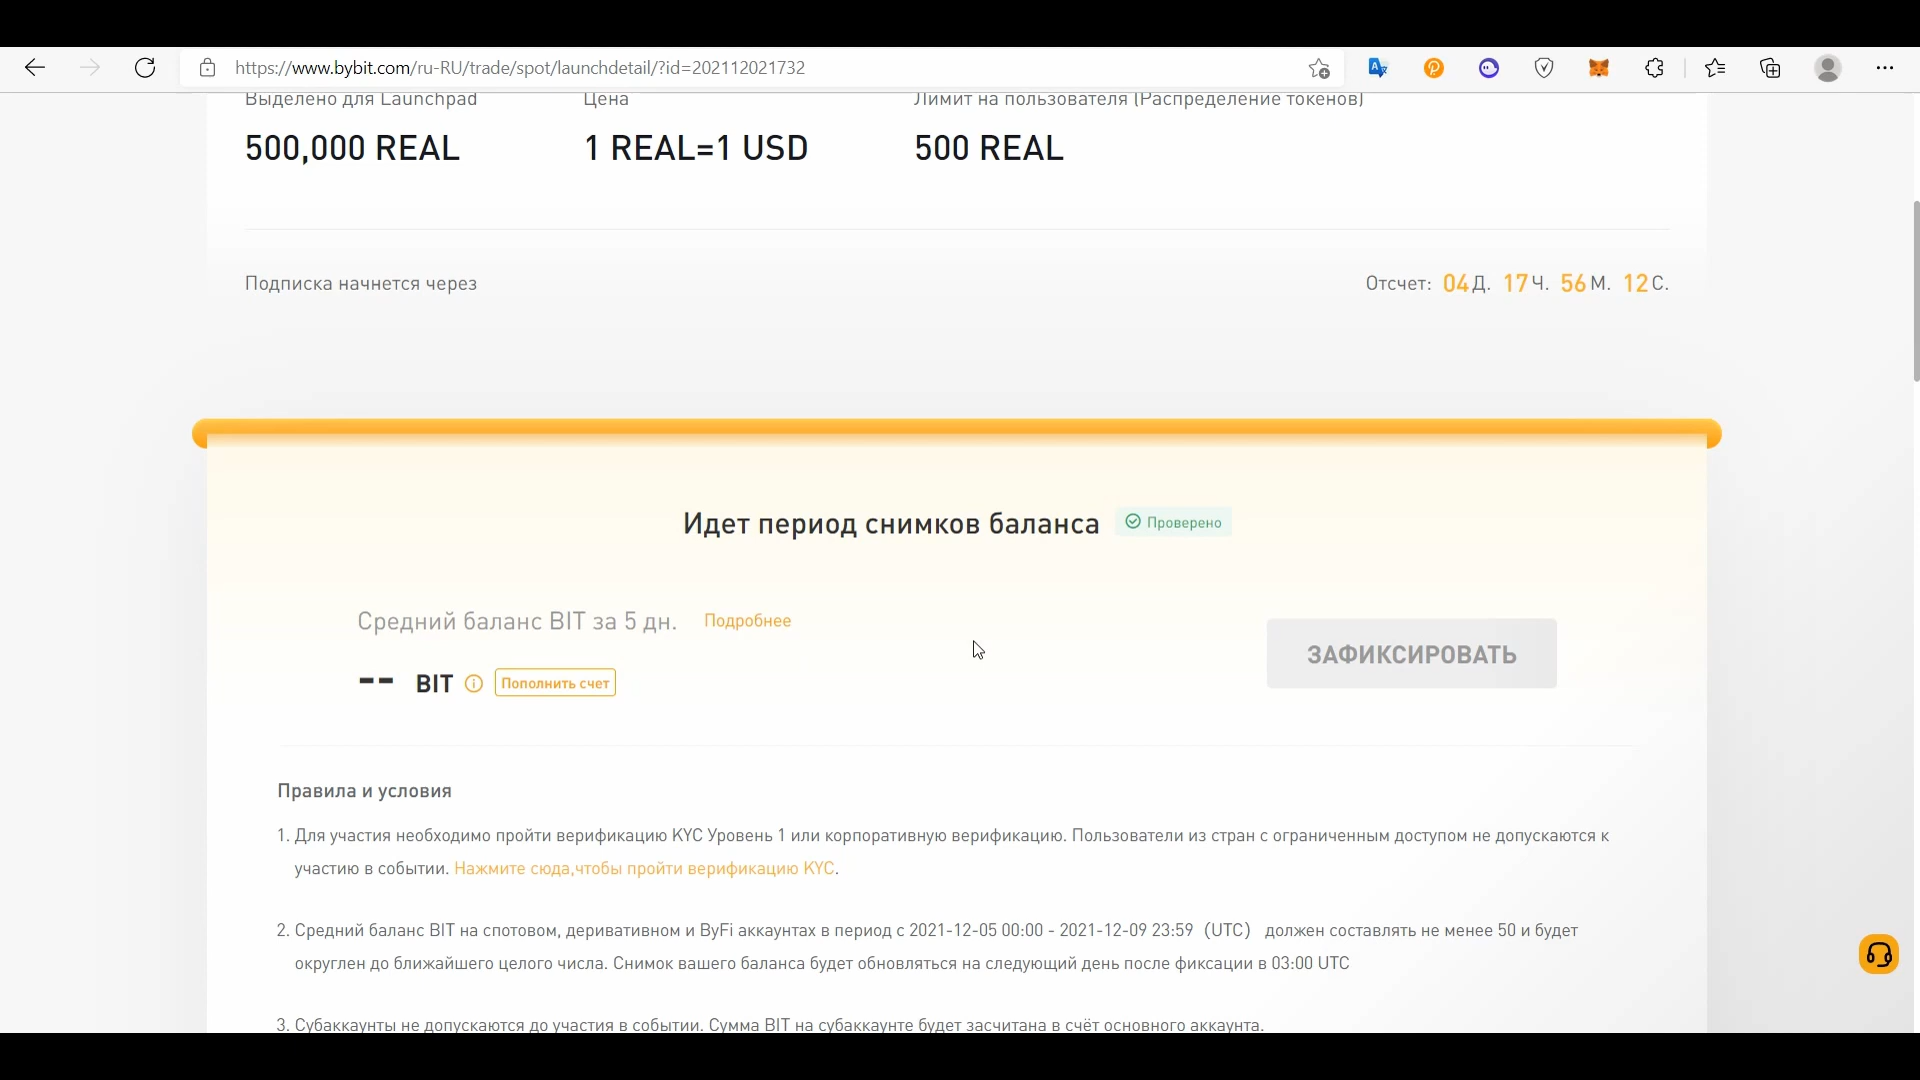 https://www.bybit.com/ru-RU/trade/spot/launchdetail/?id=202112021732
Выделено для Launchpad
Цена
Лимит на пользователя (Распределение токенов)
500,000 REAL
1 REAL=1 USD
500 REAL
Подписка начнется через
Отсчет: 04Д. 17Ч. 56М. 12С.
Идет период снимков баланса
Проверено
Средний баланс BIT за 5 дн.
Подробнее
-- BIT
Пополнить счет
ЗАФИКСИРОВАТЬ
Правила и условия
1. Для участия необходимо пройти верификацию KYC Уровень 1 или корпоративную верификацию. Пользователи из стран с ограниченным доступом не допускаются к
участию в событии. Нажмите сюда,чтобы пройти верификацию KYC.
2. Средний баланс BIT на спотовом, деривативном и ByFi аккаунтах в период с 2021-12-05 00:00 - 2021-12-09 23:59 (UTC) должен составлять не менее 50 и будет
округлен до ближайшего целого числа. Снимок вашего баланса будет обновляться на следующий день после фиксации в 03:00 UTC
3. Субаккаунты не допускаются до участия в событии. Сумма BIT на субаккаунте будет засчитана в счёт основного аккаунта.